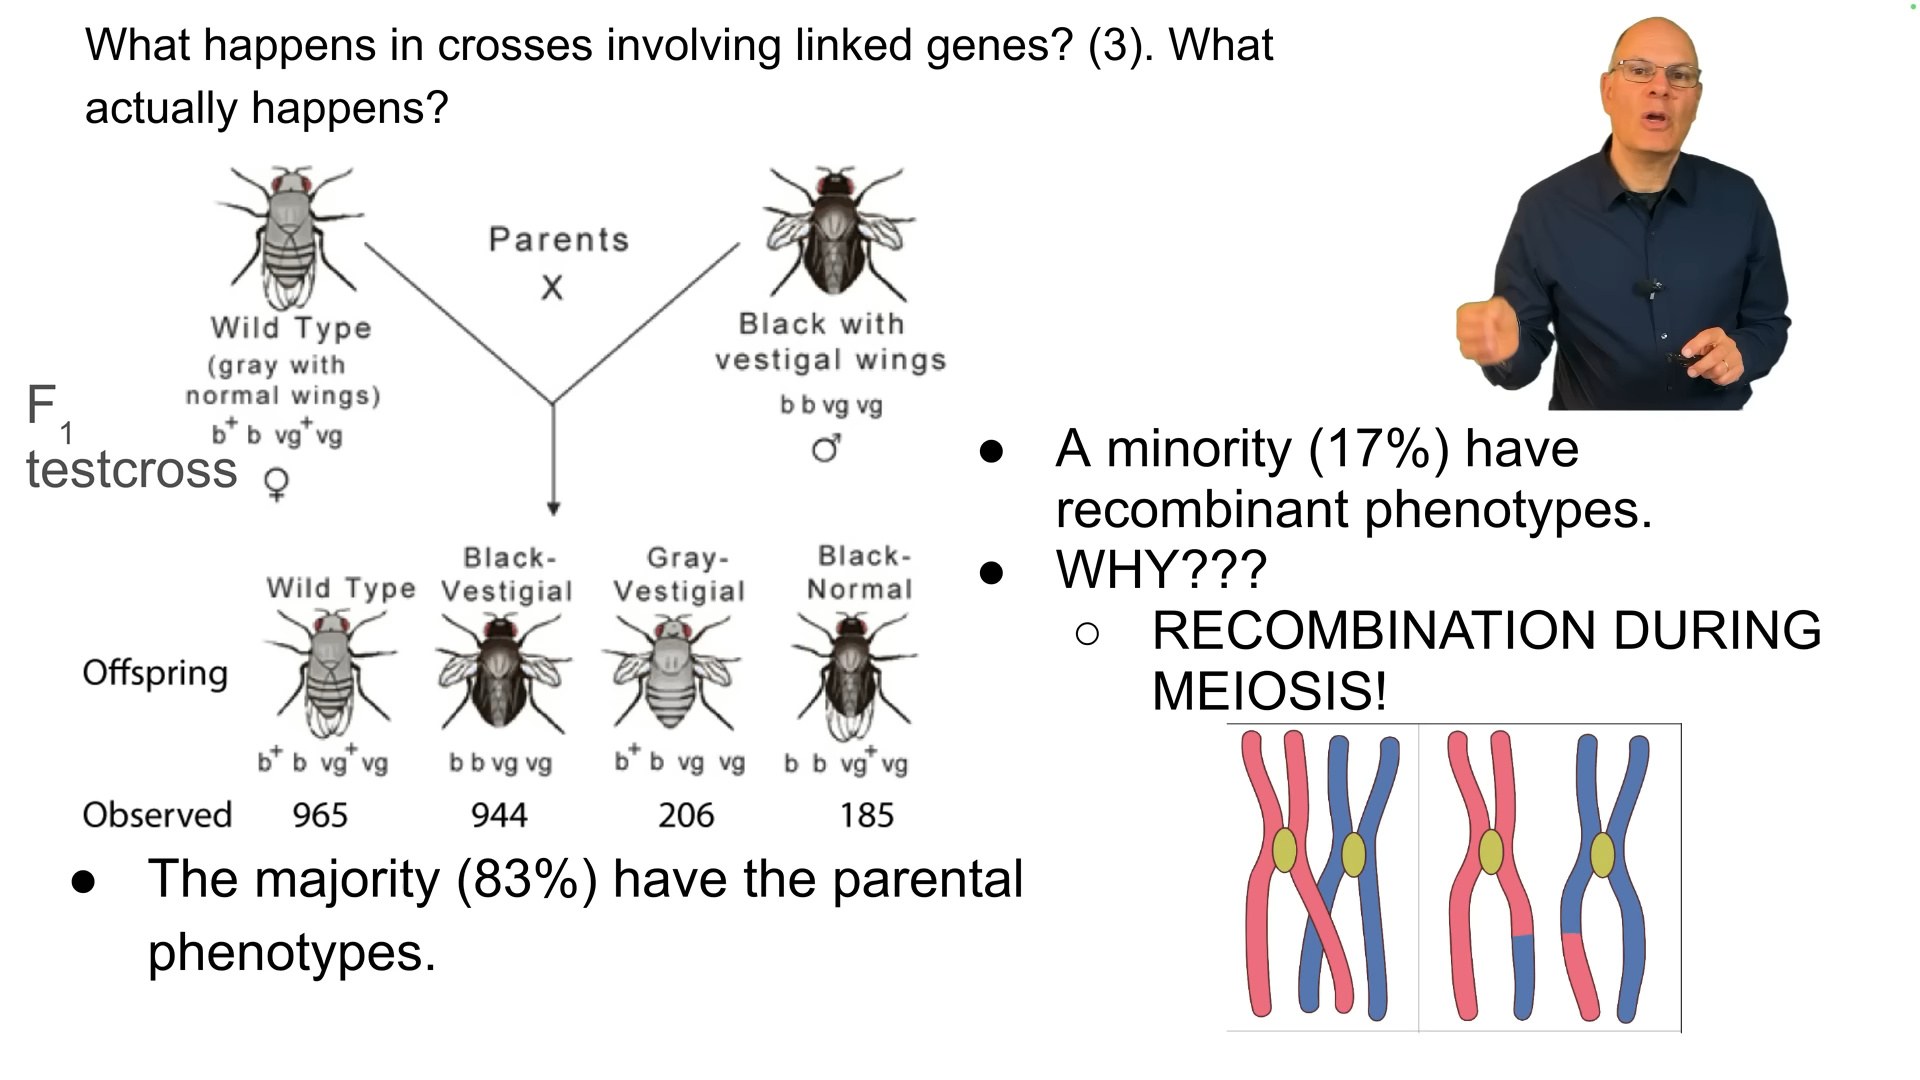 What happens in crosses involving linked genes? (3). What
actually happens?
Parents
X
Wild Type
(gray with
normal wings)
b+ b vg+ vg
♀
Black with
vestigal wings
b b vg vg
♂
F1
testcross
Wild Type
Black-
Vestigial
Gray-
Vestigial
Black-
Normal
Offspring
b+ b vg+ vg
b b vg vg
b+ b vg vg
b b vg+ vg
Observed 965 944 206 185
● The majority (83%) have the parental
phenotypes.
● A minority (17%) have
recombinant phenotypes.
● WHY???
○ RECOMBINATION DURING
MEIOSIS!